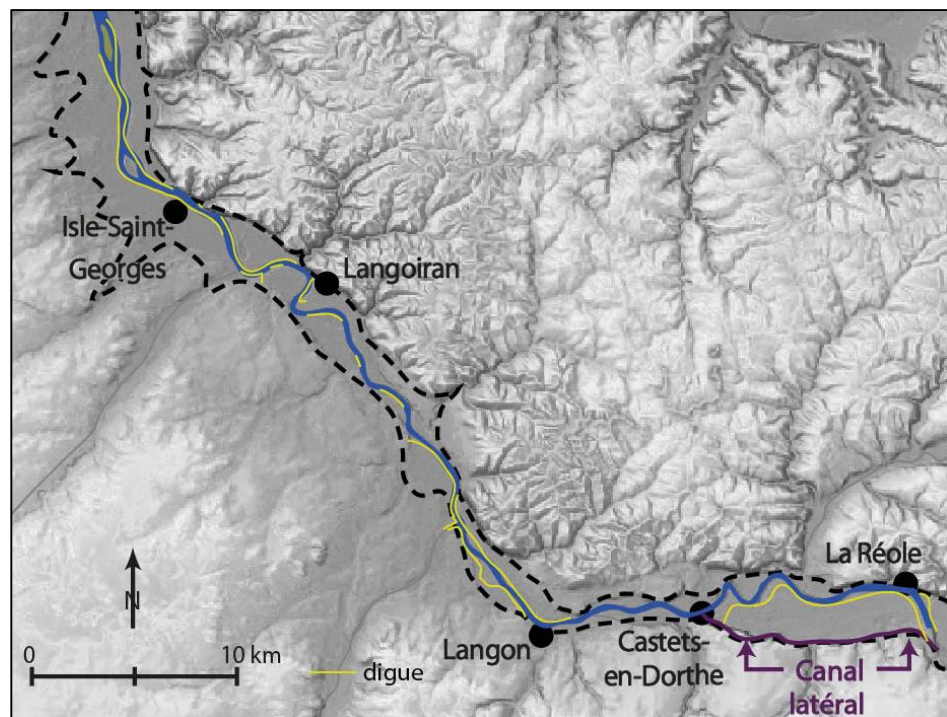 Isle-Saint-
Georges
Langoiran
La Réole
N
Langon
Castets-
en-Dorthe
Canal
latéral
0
10 km
digue